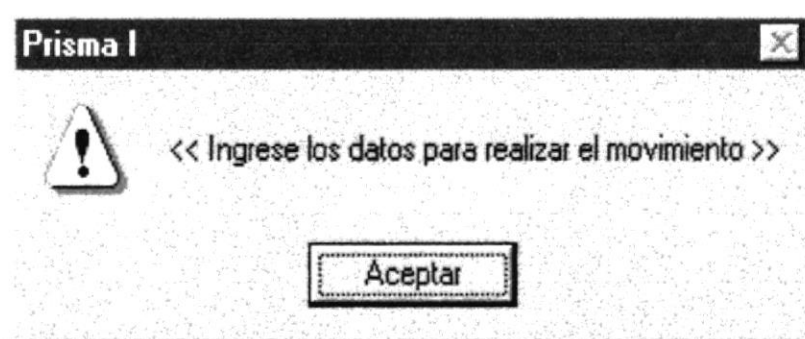 Prisma I
<< Ingrese los datos para realizar el movimiento >>
Aceptar